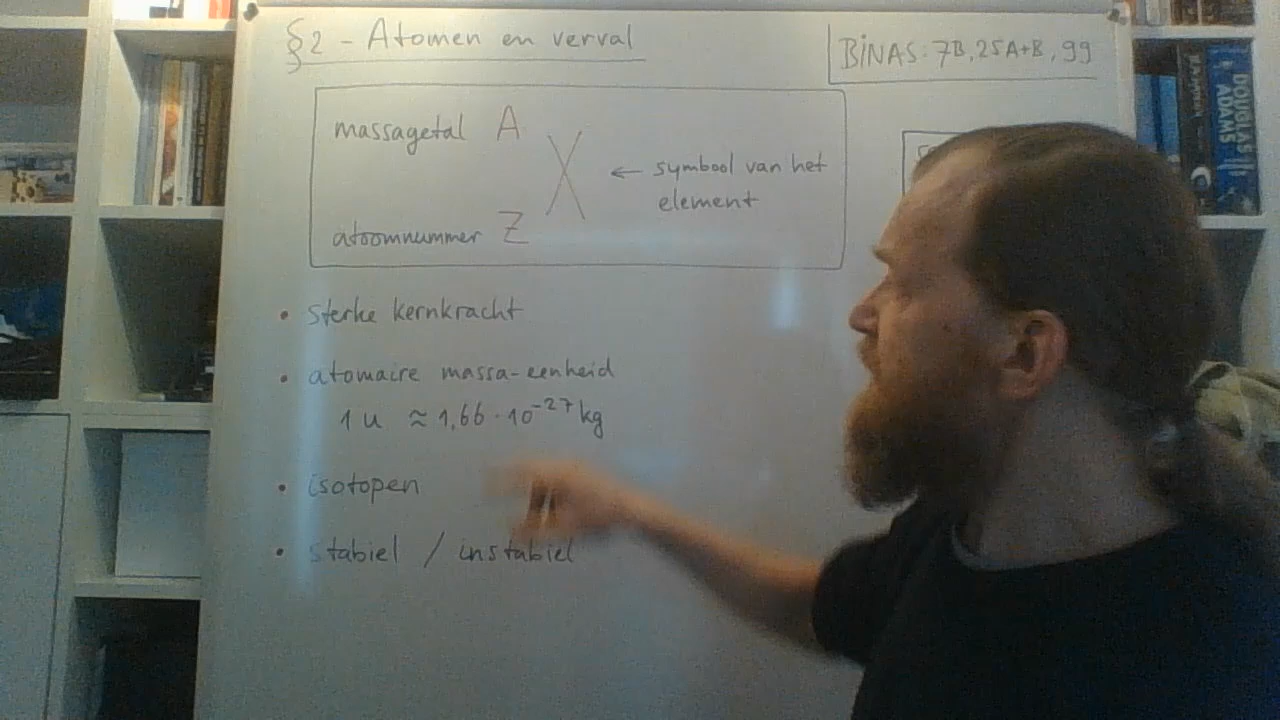 §2 - Atomen en verval
BINAS: 7B, 25A+B, 99
massagetal A
X ← symbool van het
element
atoomnummer Z
• sterke kernkracht
• atomaire massa-eenheid
1 u ≈ 1,66 · 10⁻²⁷ kg
• isotopen
• stabiel / instabiel
DOUGLAS
ADAMS